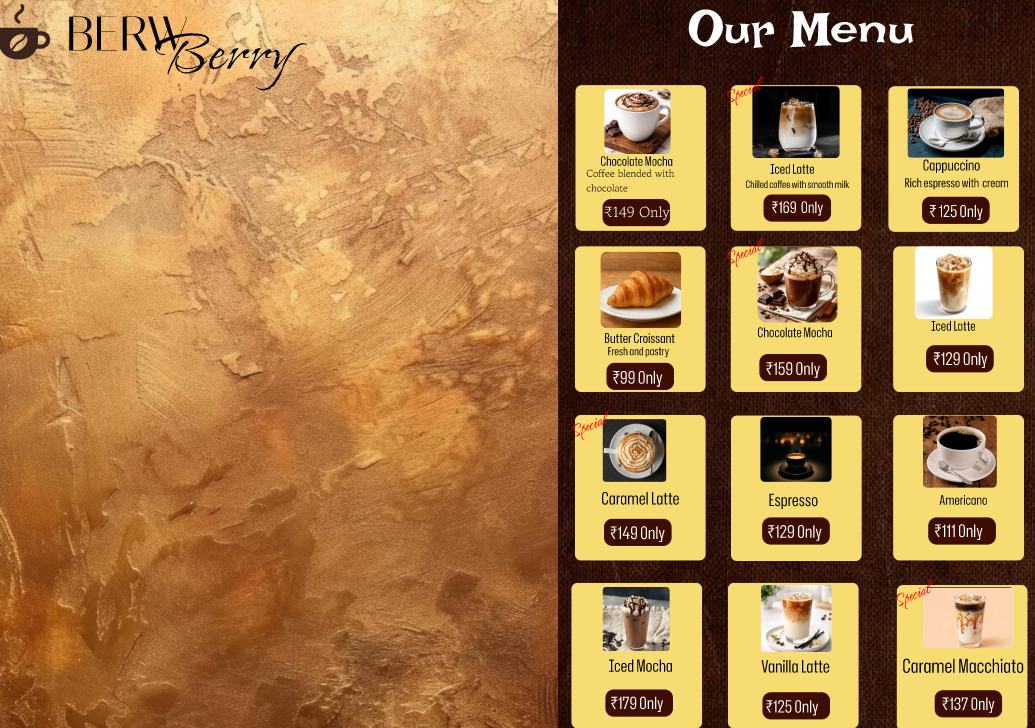 BERW
Berry
Our Menu
Chocolate Mocha
Coffee blended with
chocolate
₹149 Only
Special
Iced Latte
Chilled coffee with smooth milk
₹169 Only
Cappuccino
Rich espresso with cream
₹125 Only
Butter Croissant
Fresh and pastry
₹99 Only
Special
Chocolate Mocha
₹159 Only
Iced Latte
₹129 Only
Special
Caramel Latte
₹149 Only
Espresso
₹129 Only
Americano
₹111 Only
Iced Mocha
₹179 Only
Vanilla Latte
₹125 Only
Special
Caramel Macchiato
₹137 Only